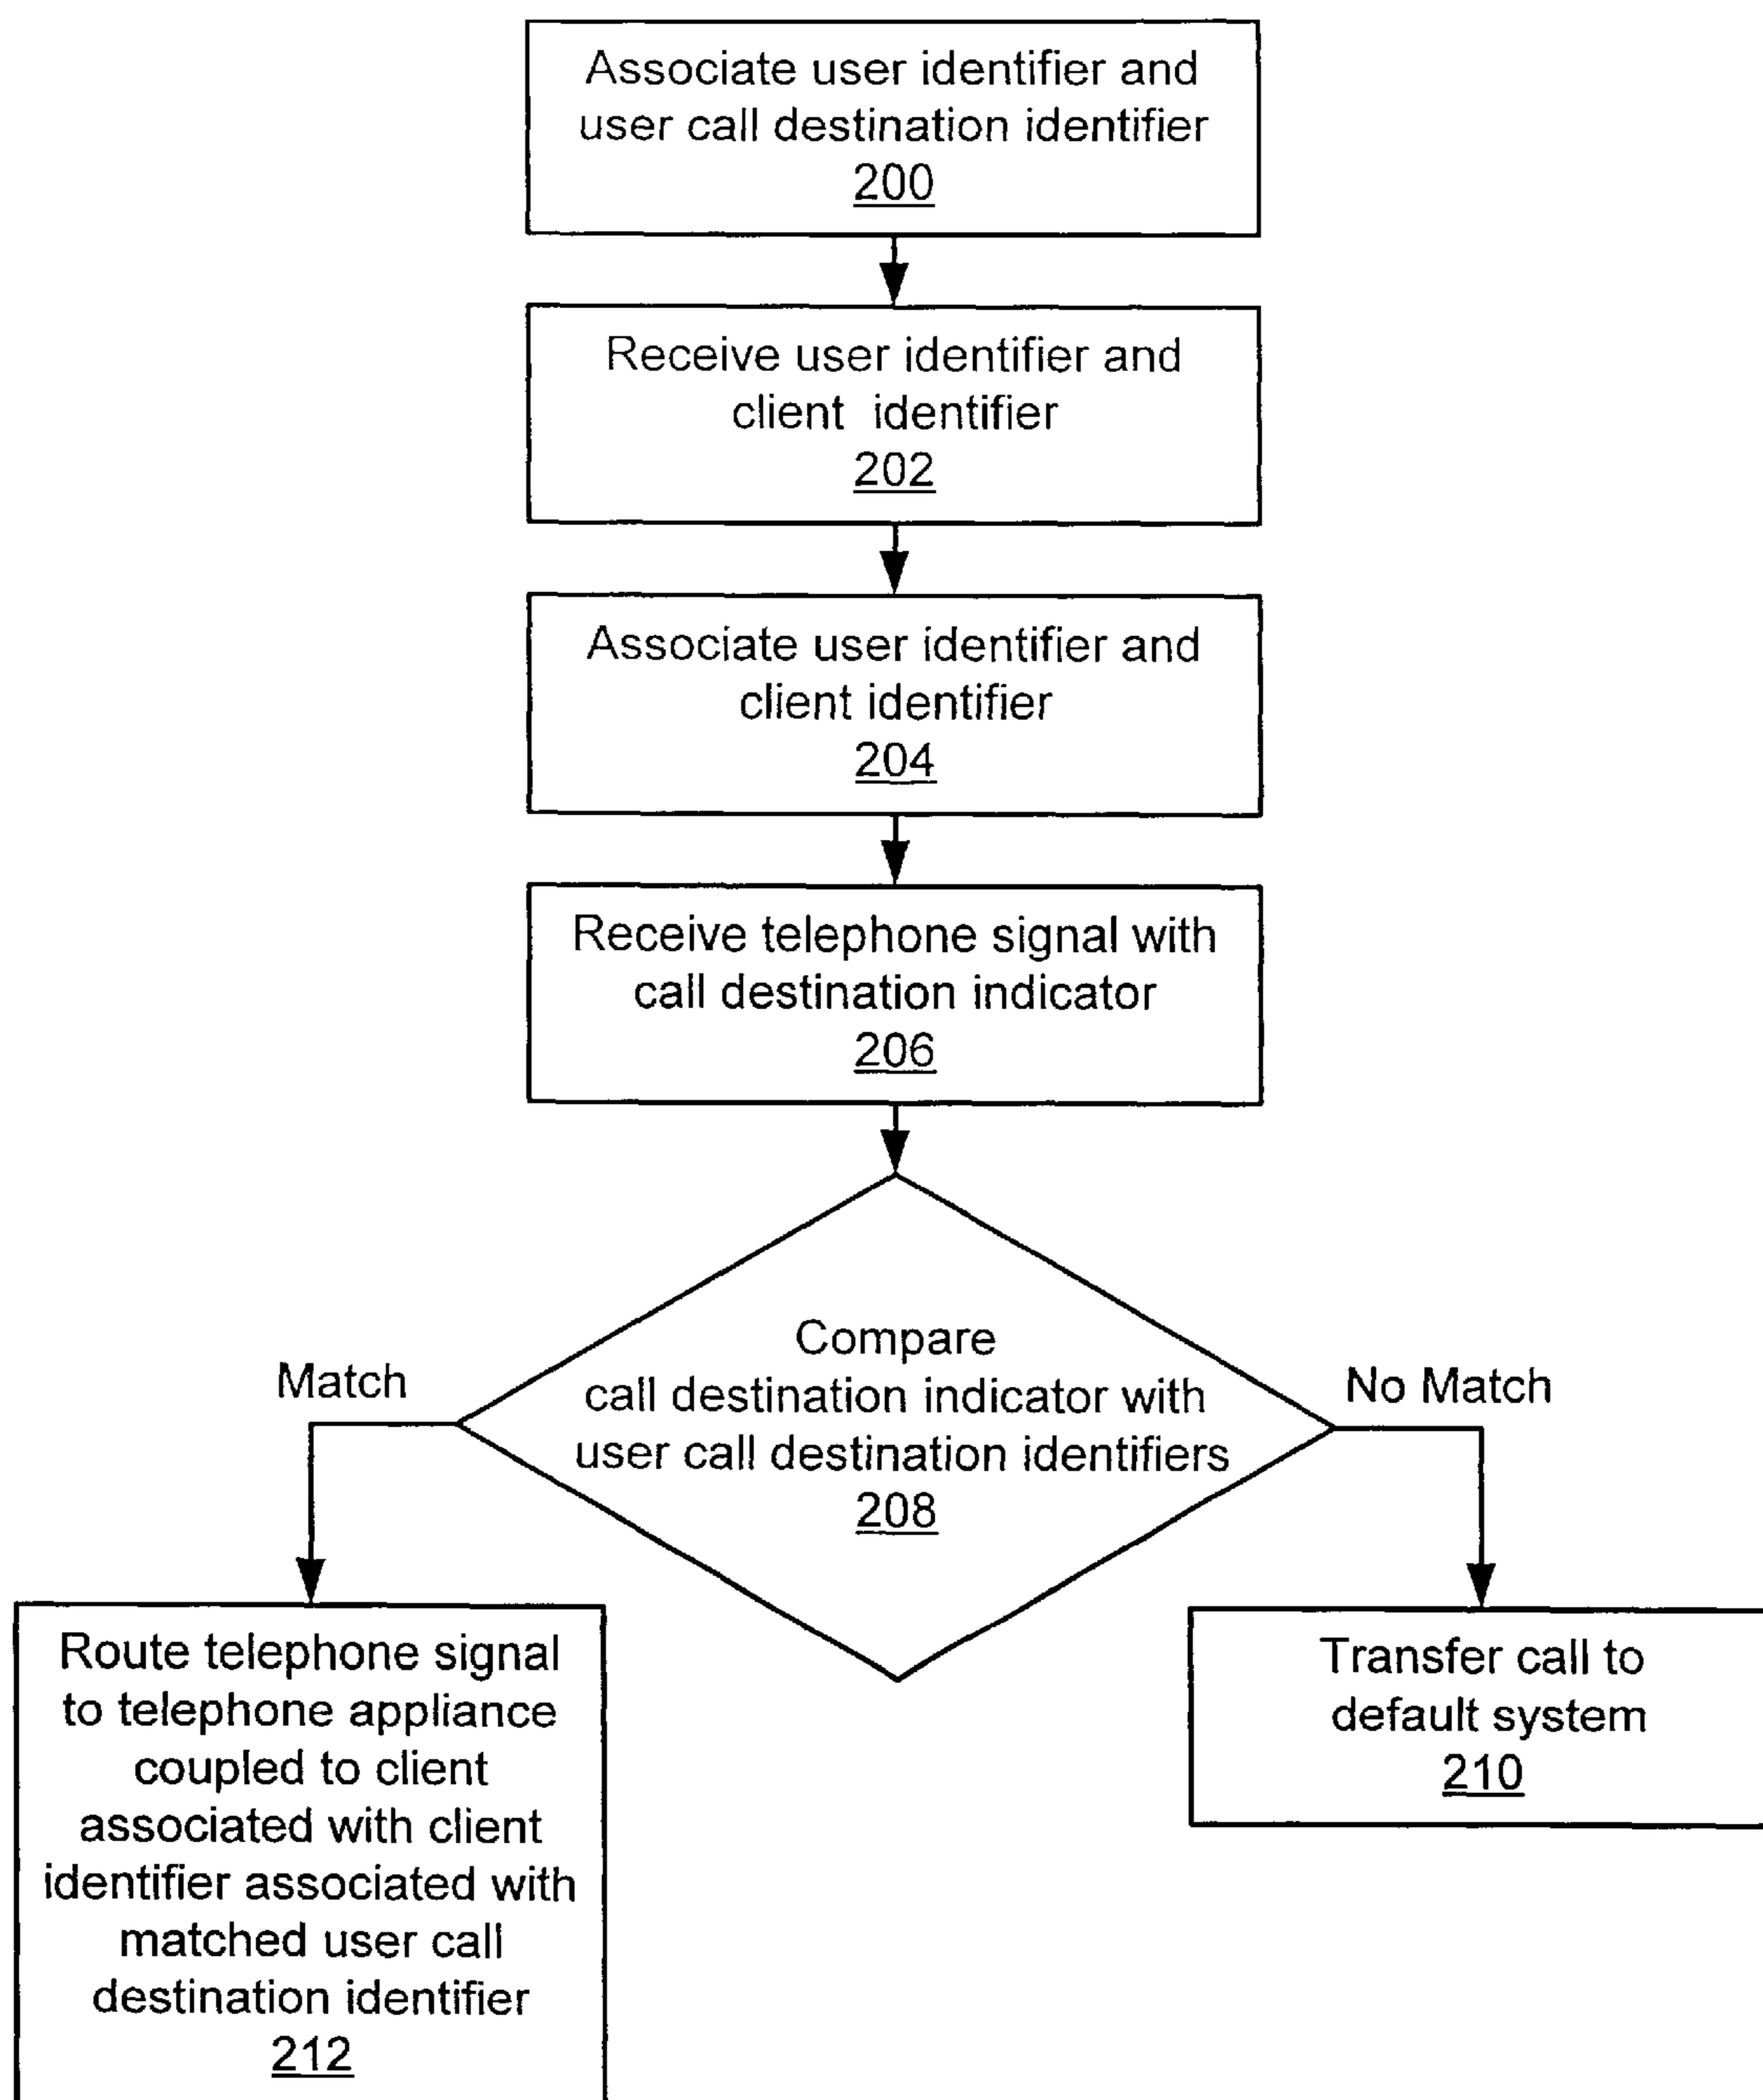 Associate user identifier and
user call destination identifier
200
Receive user identifier and
client identifier
202
Associate user identifier and
client identifier
204
Receive telephone signal with
call destination indicator
206
Compare
call destination indicator with
user call destination identifiers
208
Match
No Match
Route telephone signal
to telephone appliance
coupled to client
associated with client
identifier associated with
matched user call
destination identifier
212
Transfer call to
default system
210